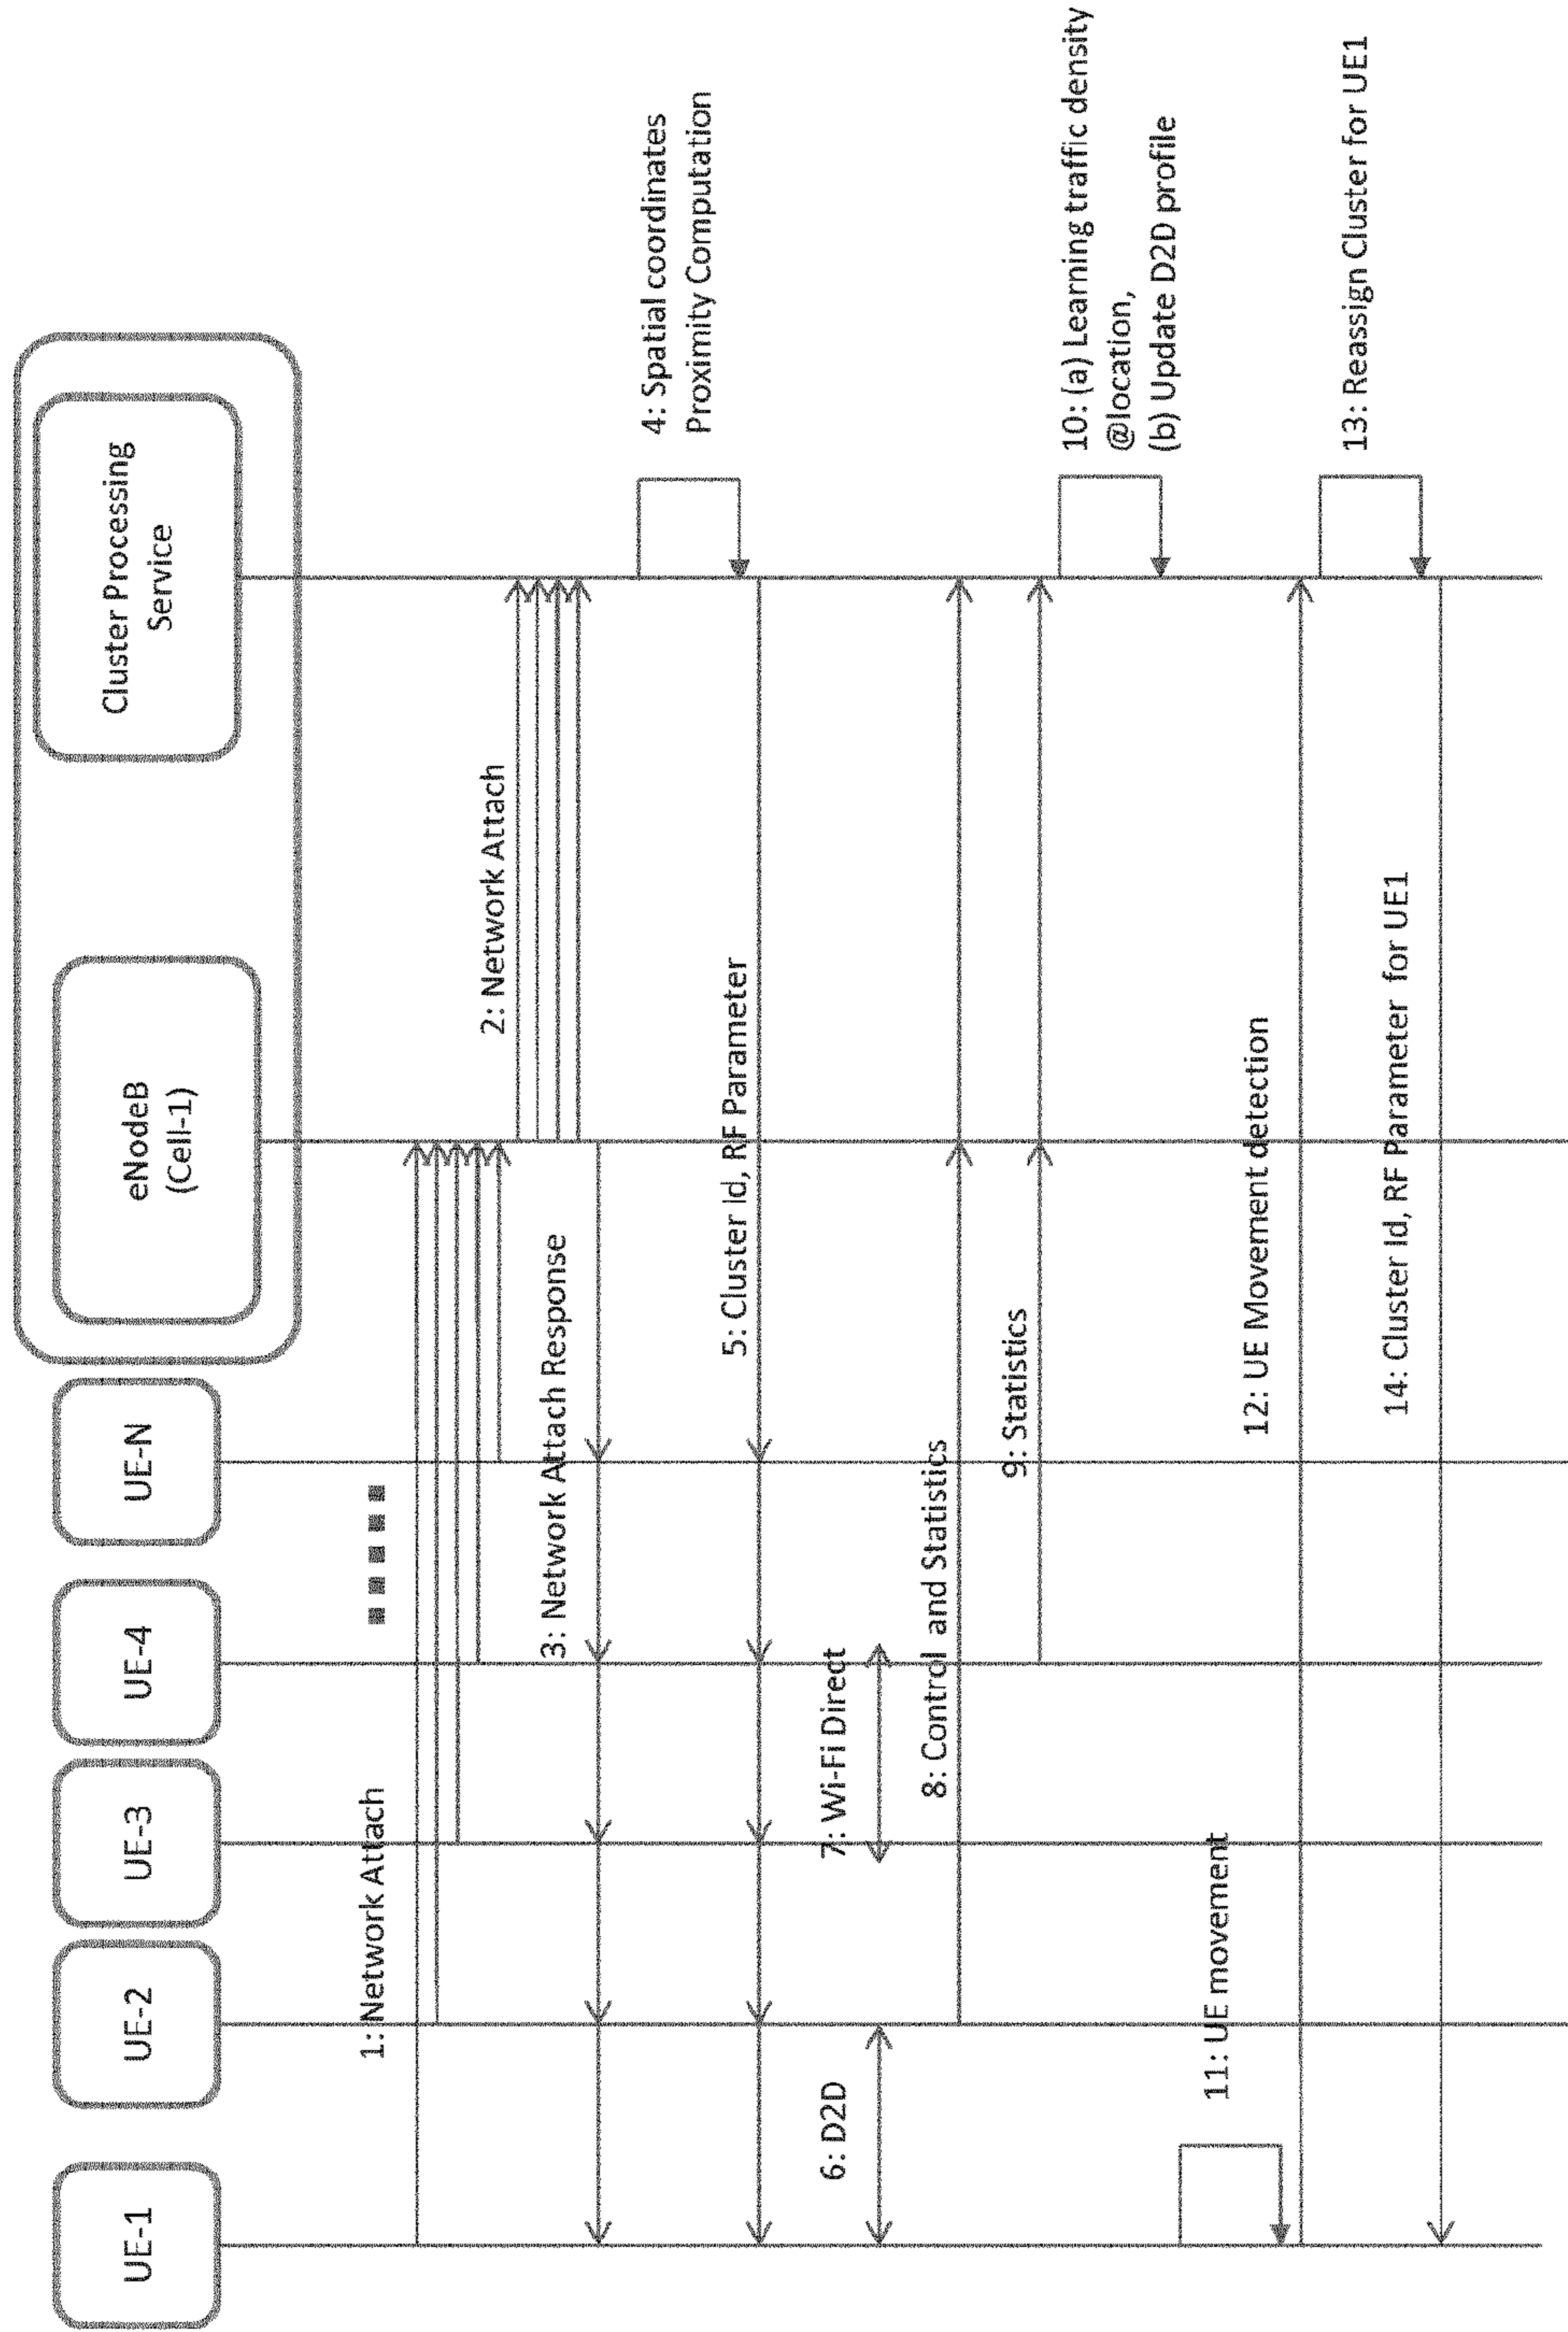 UE-1
UE-2
UE-3
UE-4
UE-N
eNodeB
(Cell-1)
Cluster Processing
Service
1: Network Attach
2: Network Attach
3: Network Attach Response
4: Spatial coordinates
Proximity Computation
5: Cluster Id, RF Parameter
6: D2D
7: Wi-Fi Direct
8: Control and Statistics
9: Statistics
10: (a) Learning traffic density
@location,
(b) Update D2D profile
11: UE movement
12: UE Movement detection
13: Reassign Cluster for UE1
14: Cluster Id, RF Parameter for UE1